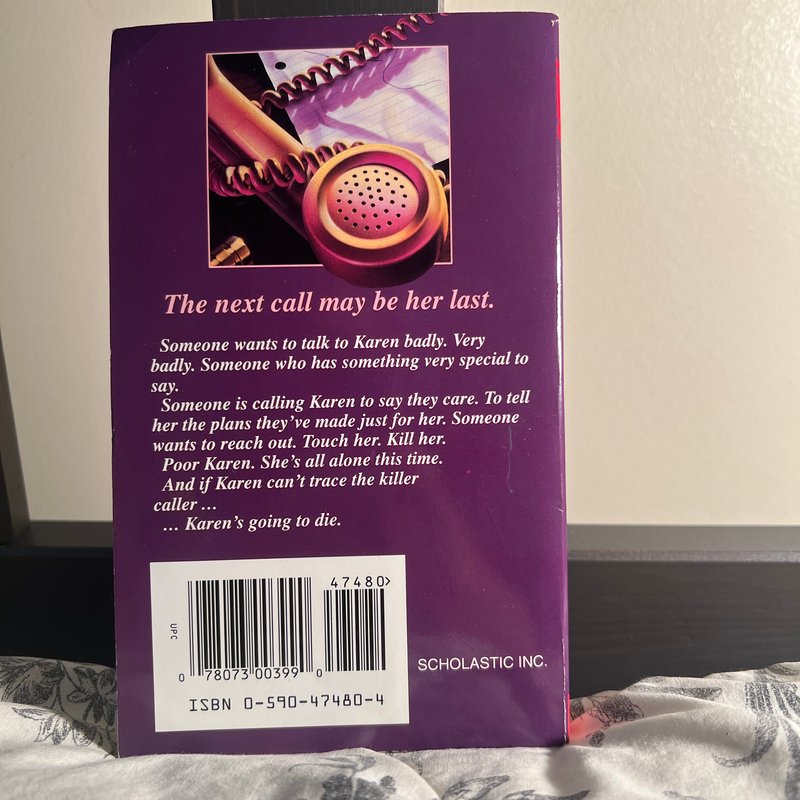 The next call may be her last.
Someone wants to talk to Karen badly. Very
badly. Someone who has something very special to
say.
Someone is calling Karen to say they care. To tell
her the plans they've made just for her. Someone
wants to reach out. Touch her. Kill her.
Poor Karen. She's all alone this time.
And if Karen can't trace the killer
caller ...
... Karen's going to die.
47480>
UPC
0 78073 00399 0
ISBN 0-590-47480-4
SCHOLASTIC INC.